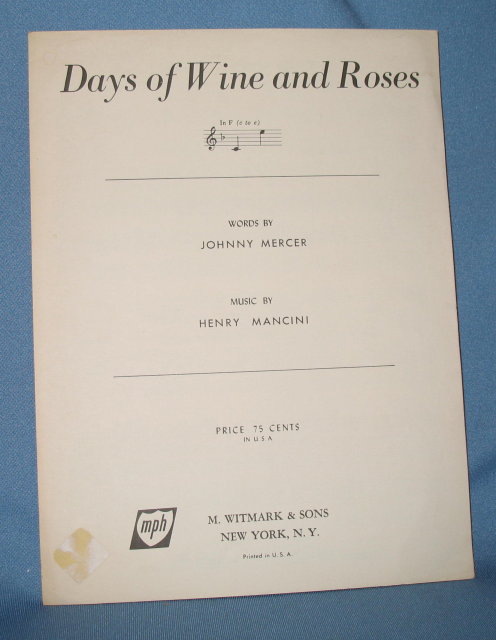 Days of Wine and Roses
In F (c to e)
WORDS BY
JOHNNY MERCER
MUSIC BY
HENRY MANCINI
PRICE 75 CENTS
IN U.S.A
mph
M. WITMARK & SONS
NEW YORK, N. Y.
Printed in U. S. A.